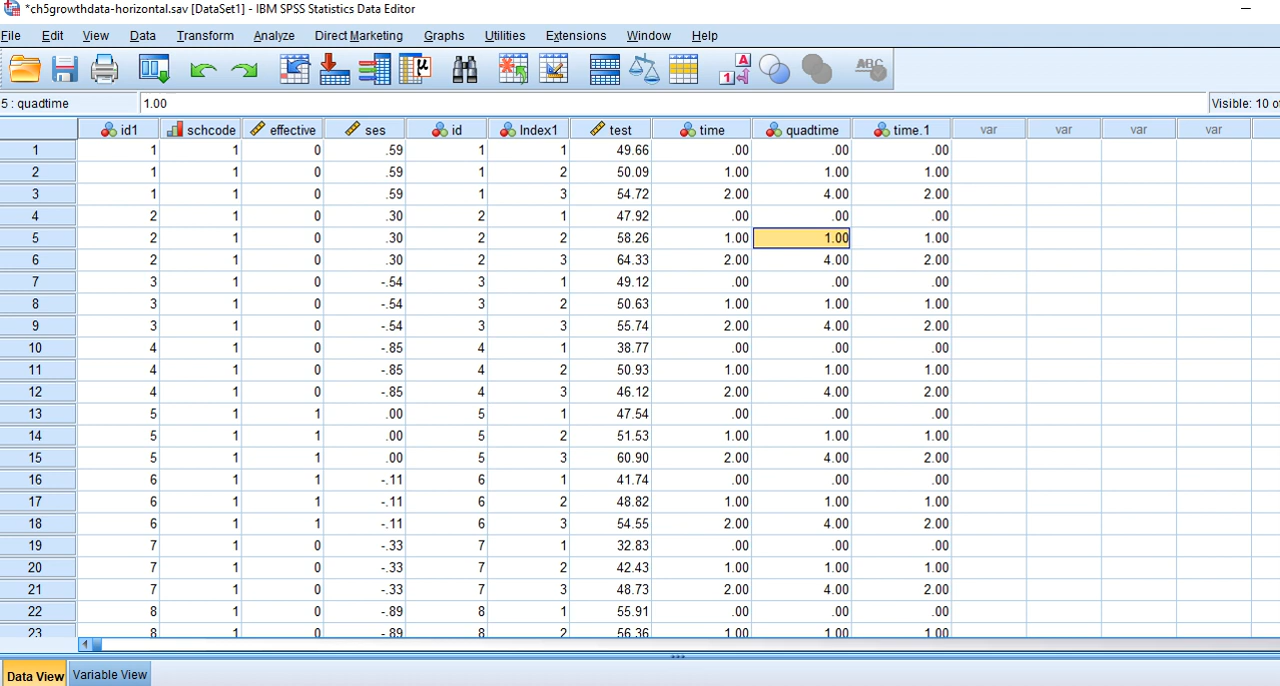 *ch5growthdata-horizontal.sav [DataSet1] - IBM SPSS Statistics Data Editor
File Edit View Data Transform Analyze Direct Marketing Graphs Utilities Extensions Window Help
5 : quadtime 1.00 Visible: 10 o
id1 schcode effective ses id Index1 test time quadtime time.1 var var var var
1 1 1 0 .59 1 1 49.66 .00 .00 .00
2 1 1 0 .59 1 2 50.09 1.00 1.00 1.00
3 1 1 0 .59 1 3 54.72 2.00 4.00 2.00
4 2 1 0 .30 2 1 47.92 .00 .00 .00
5 2 1 0 .30 2 2 58.26 1.00 1.00 1.00
6 2 1 0 .30 2 3 64.33 2.00 4.00 2.00
7 3 1 0 -.54 3 1 49.12 .00 .00 .00
8 3 1 0 -.54 3 2 50.63 1.00 1.00 1.00
9 3 1 0 -.54 3 3 55.74 2.00 4.00 2.00
10 4 1 0 -.85 4 1 38.77 .00 .00 .00
11 4 1 0 -.85 4 2 50.93 1.00 1.00 1.00
12 4 1 0 -.85 4 3 46.12 2.00 4.00 2.00
13 5 1 1 .00 5 1 47.54 .00 .00 .00
14 5 1 1 .00 5 2 51.53 1.00 1.00 1.00
15 5 1 1 .00 5 3 60.90 2.00 4.00 2.00
16 6 1 1 -.11 6 1 41.74 .00 .00 .00
17 6 1 1 -.11 6 2 48.82 1.00 1.00 1.00
18 6 1 1 -.11 6 3 54.55 2.00 4.00 2.00
19 7 1 0 -.33 7 1 32.83 .00 .00 .00
20 7 1 0 -.33 7 2 42.43 1.00 1.00 1.00
21 7 1 0 -.33 7 3 48.73 2.00 4.00 2.00
22 8 1 0 -.89 8 1 55.91 .00 .00 .00
23 8 1 0 -.89 8 2 56.36 1.00 1.00 1.00
Data View Variable View